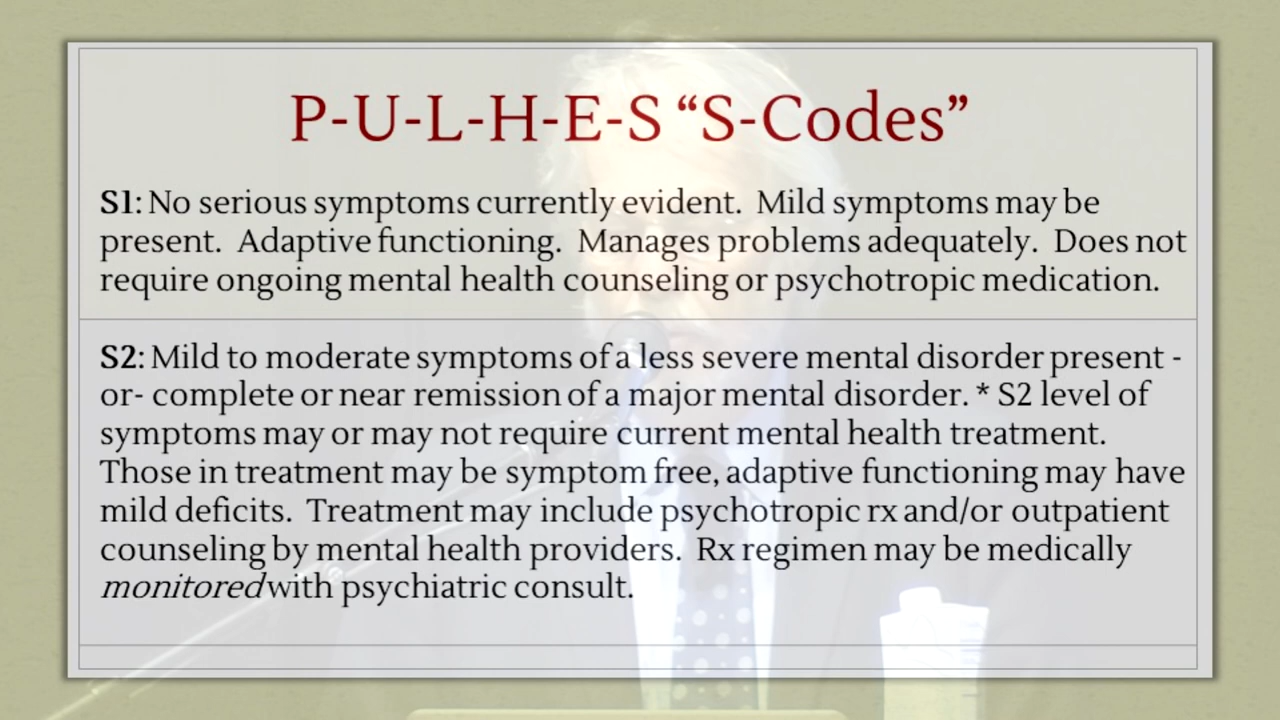 P-U-L-H-E-S “S-Codes”
S1: No serious symptoms currently evident. Mild symptoms may be
present. Adaptive functioning. Manages problems adequately. Does not
require ongoing mental health counseling or psychotropic medication.
S2: Mild to moderate symptoms of a less severe mental disorder present -
or- complete or near remission of a major mental disorder. * S2 level of
symptoms may or may not require current mental health treatment.
Those in treatment may be symptom free, adaptive functioning may have
mild deficits. Treatment may include psychotropic rx and/or outpatient
counseling by mental health providers. Rx regimen may be medically
monitored with psychiatric consult.